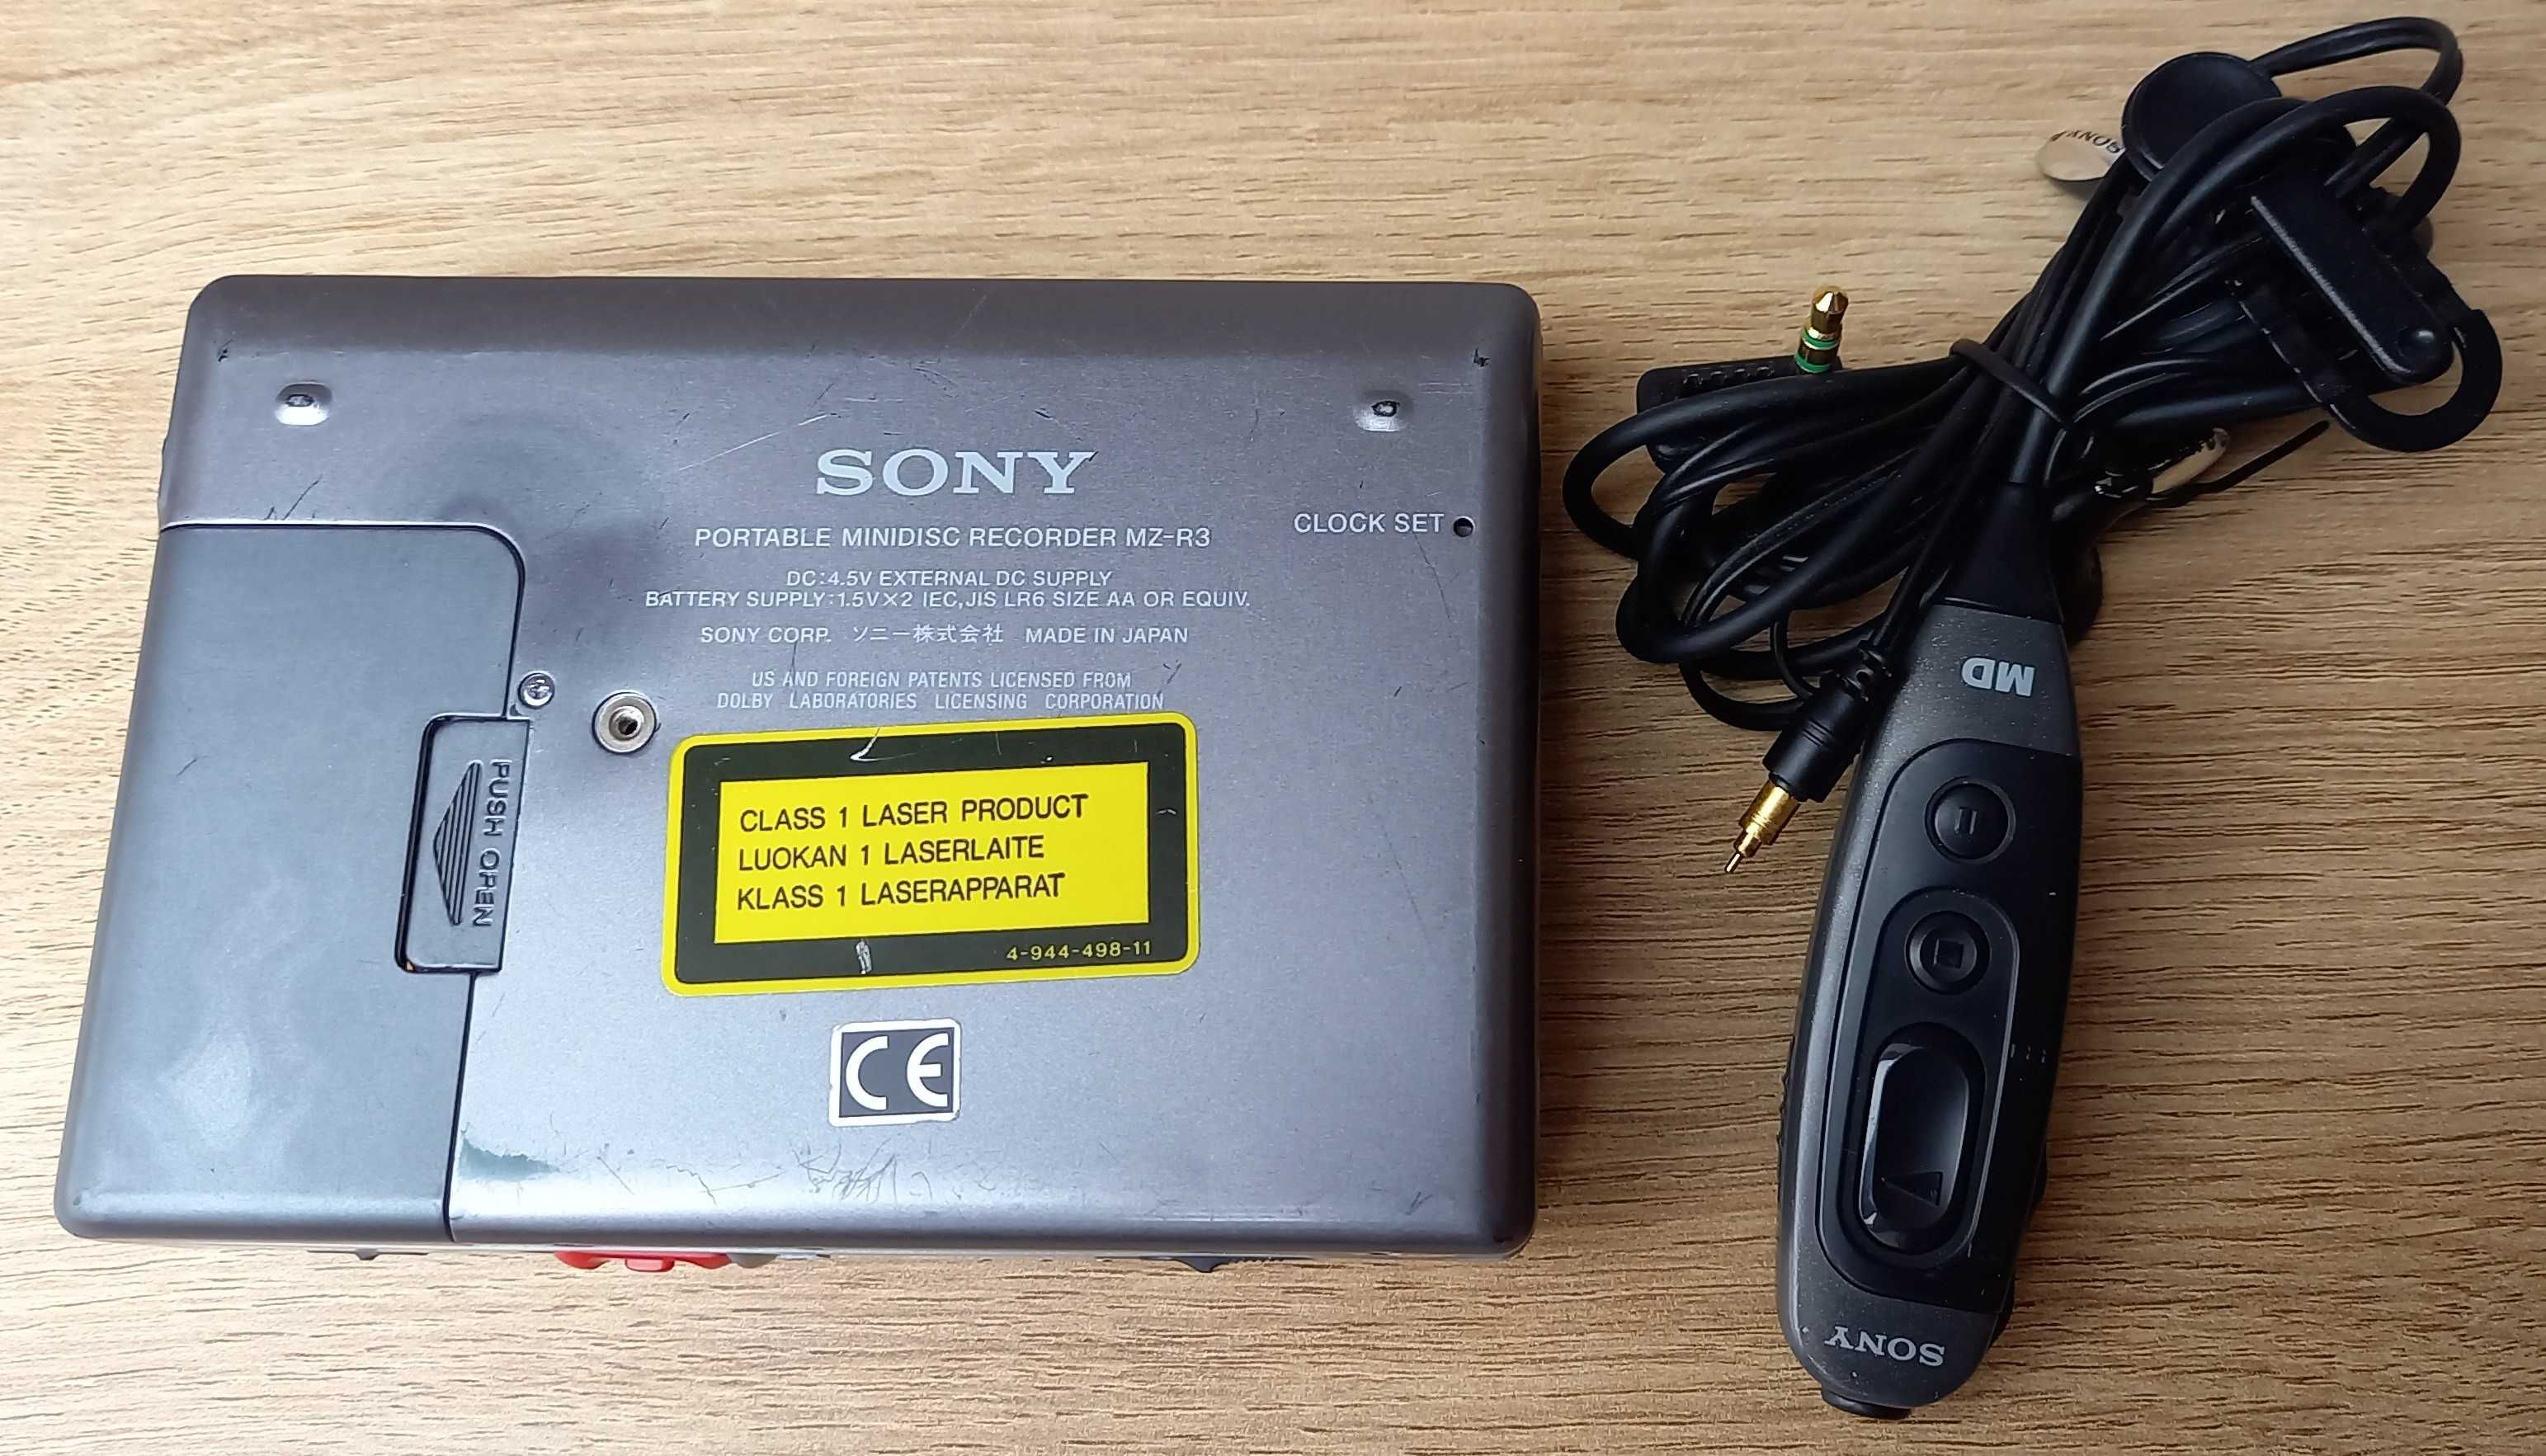 SONY
PORTABLE MINIDISC RECORDER MZ-R3
CLOCK SET
DC:4.5V EXTERNAL DC SUPPLY
BATTERY SUPPLY:1.5V×2 IEC,JIS LR6 SIZE AA OR EQUIV.
SONY CORP. ソニー株式会社 MADE IN JAPAN
US AND FOREIGN PATENTS LICENSED FROM
DOLBY LABORATORIES LICENSING CORPORATION
PUSH OPEN
CLASS 1 LASER PRODUCT
LUOKAN 1 LASERLAITE
KLASS 1 LASERAPPARAT
4-944-498-11
CE
SONY
MD
SONY